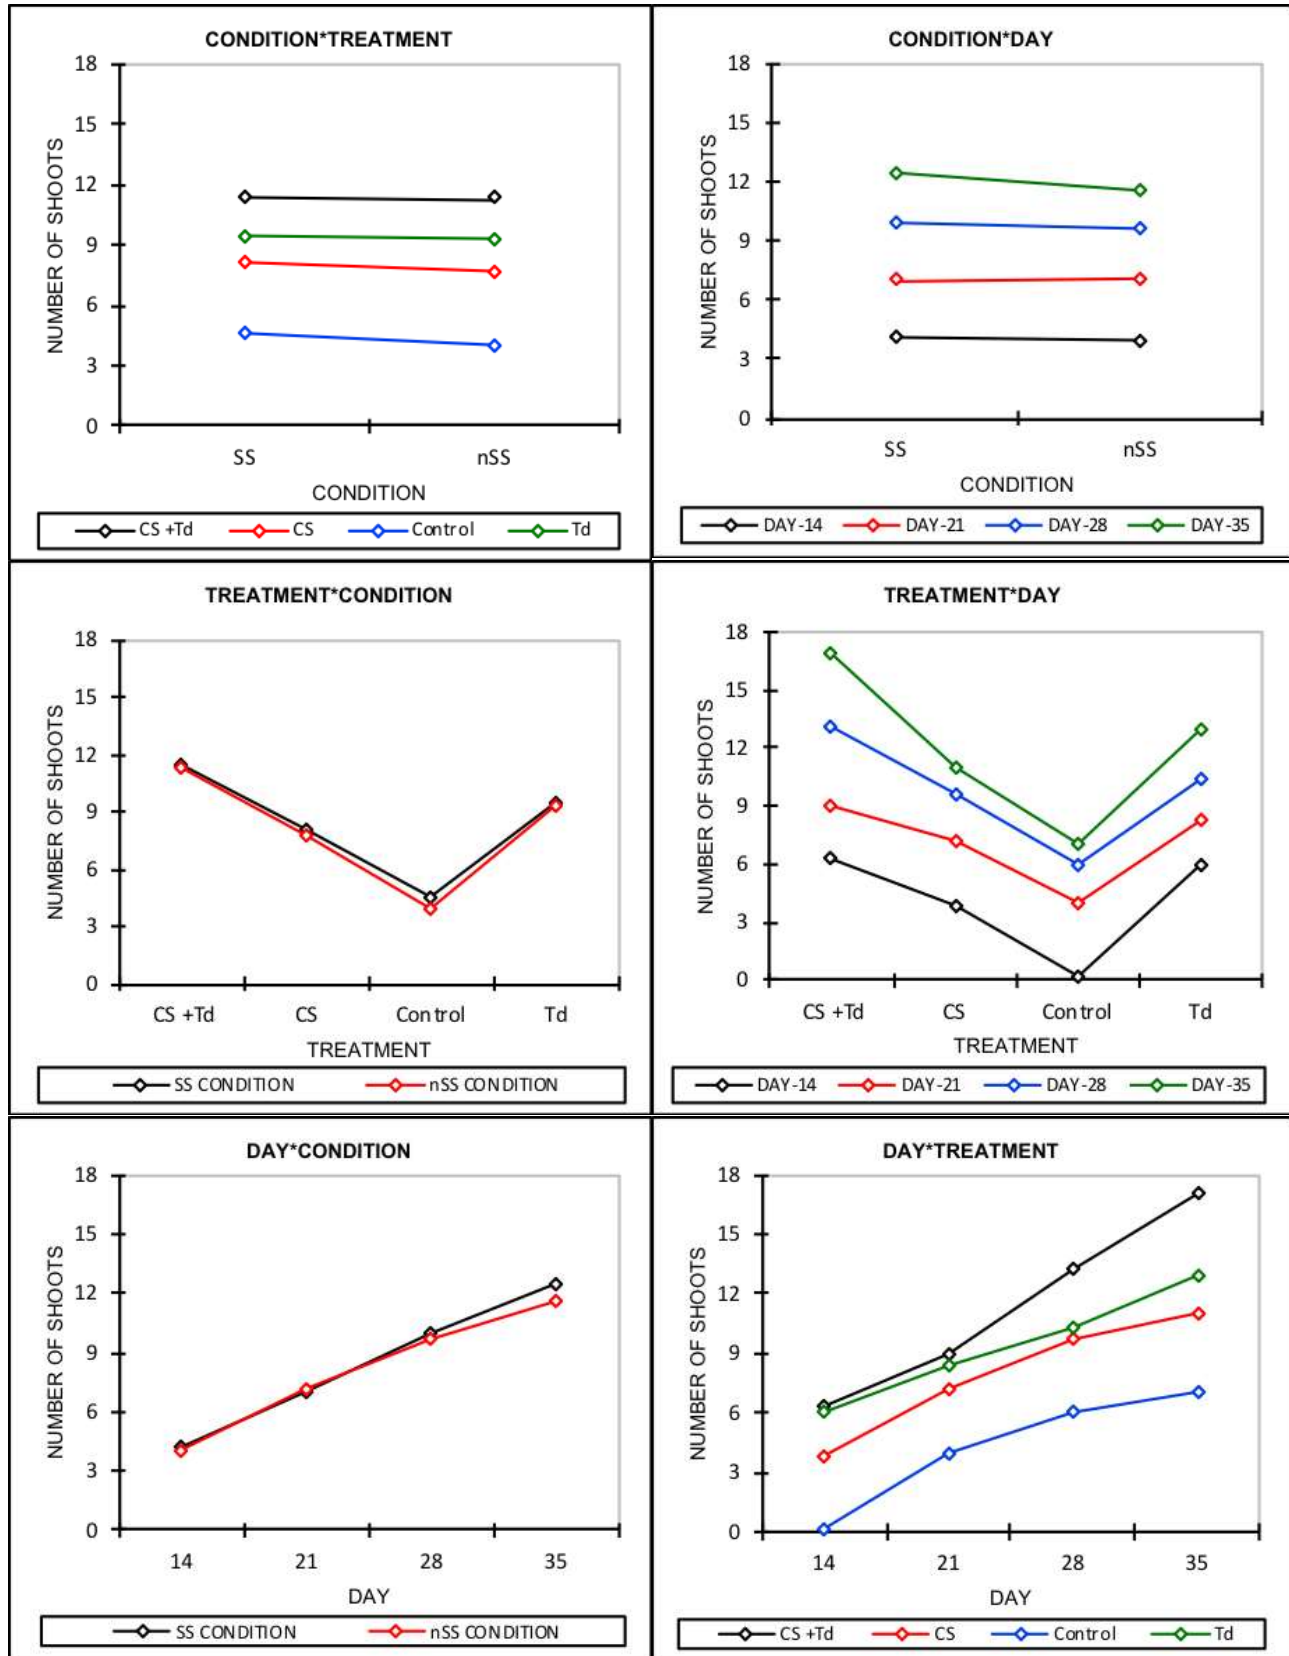 CONDITION*TREATMENT
18
15
12
9
6
3
0
NUMBER OF SHOOTS
SS nSS
CONDITION
CS +Td CS Control Td
CONDITION*DAY
18
15
12
9
6
3
0
NUMBER OF SHOOTS
SS nSS
CONDITION
DAY-14 DAY-21 DAY-28 DAY-35
TREATMENT*CONDITION
18
15
12
9
6
3
0
NUMBER OF SHOOTS
CS +Td CS Control Td
TREATMENT
SS CONDITION nSS CONDITION
TREATMENT*DAY
18
15
12
9
6
3
0
NUMBER OF SHOOTS
CS +Td CS Control Td
TREATMENT
DAY-14 DAY-21 DAY-28 DAY-35
DAY*CONDITION
18
15
12
9
6
3
0
NUMBER OF SHOOTS
14 21 28 35
DAY
SS CONDITION nSS CONDITION
DAY*TREATMENT
18
15
12
9
6
3
0
NUMBER OF SHOOTS
14 21 28 35
DAY
CS +Td CS Control Td